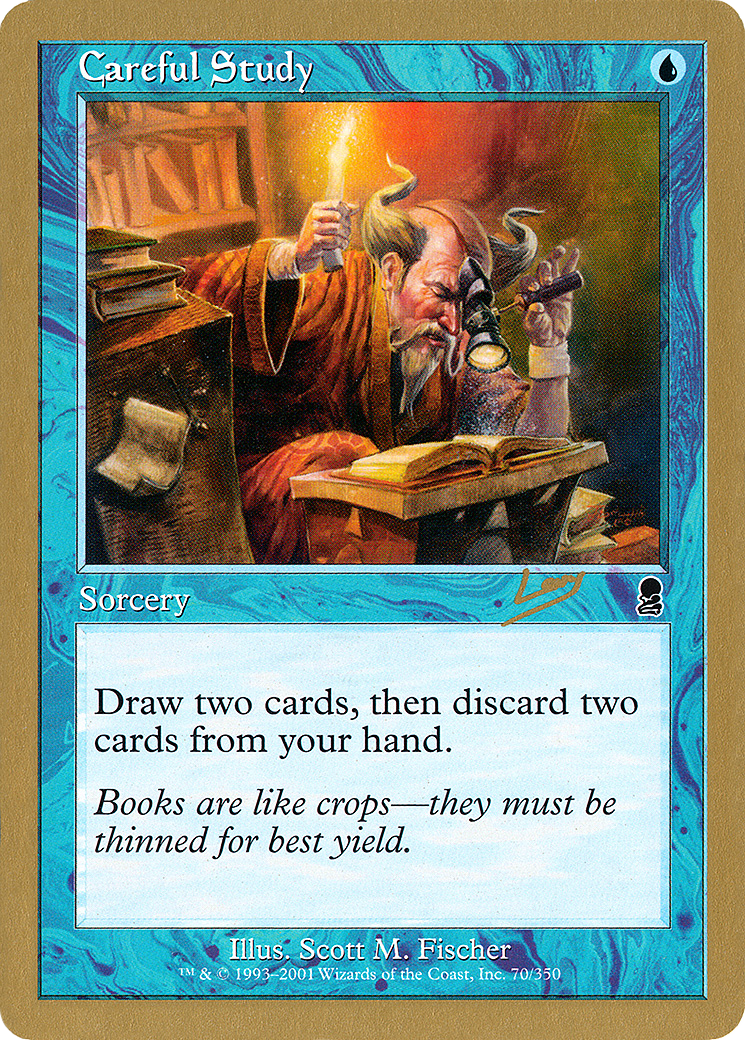 Careful Study
Sorcery
Draw two cards, then discard two
cards from your hand.
Books are like crops—they must be
thinned for best yield.
Illus. Scott M. Fischer
™ & © 1993–2001 Wizards of the Coast, Inc. 70/350